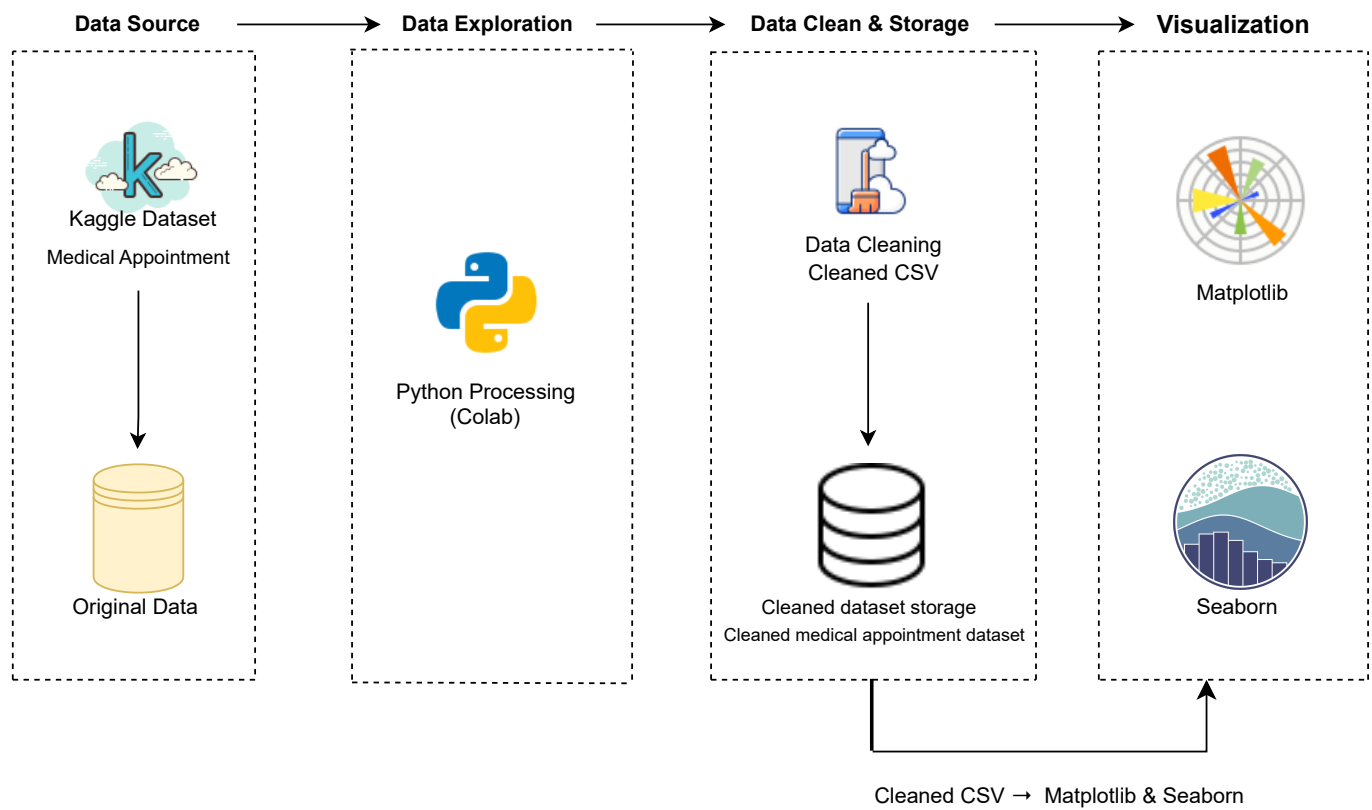 Data Source
Data Exploration
Data Clean & Storage
Visualization
k
Kaggle Dataset
Medical Appointment
Original Data
Python Processing
(Colab)
Data Cleaning
Cleaned CSV
Cleaned dataset storage
Cleaned medical appointment dataset
Matplotlib
Seaborn
Cleaned CSV → Matplotlib & Seaborn